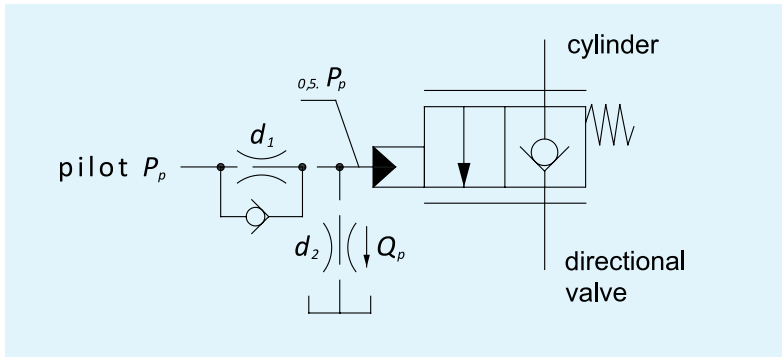 cylinder
0,5. Pp
d1
pilot Pp
d2
Qp
directional
valve